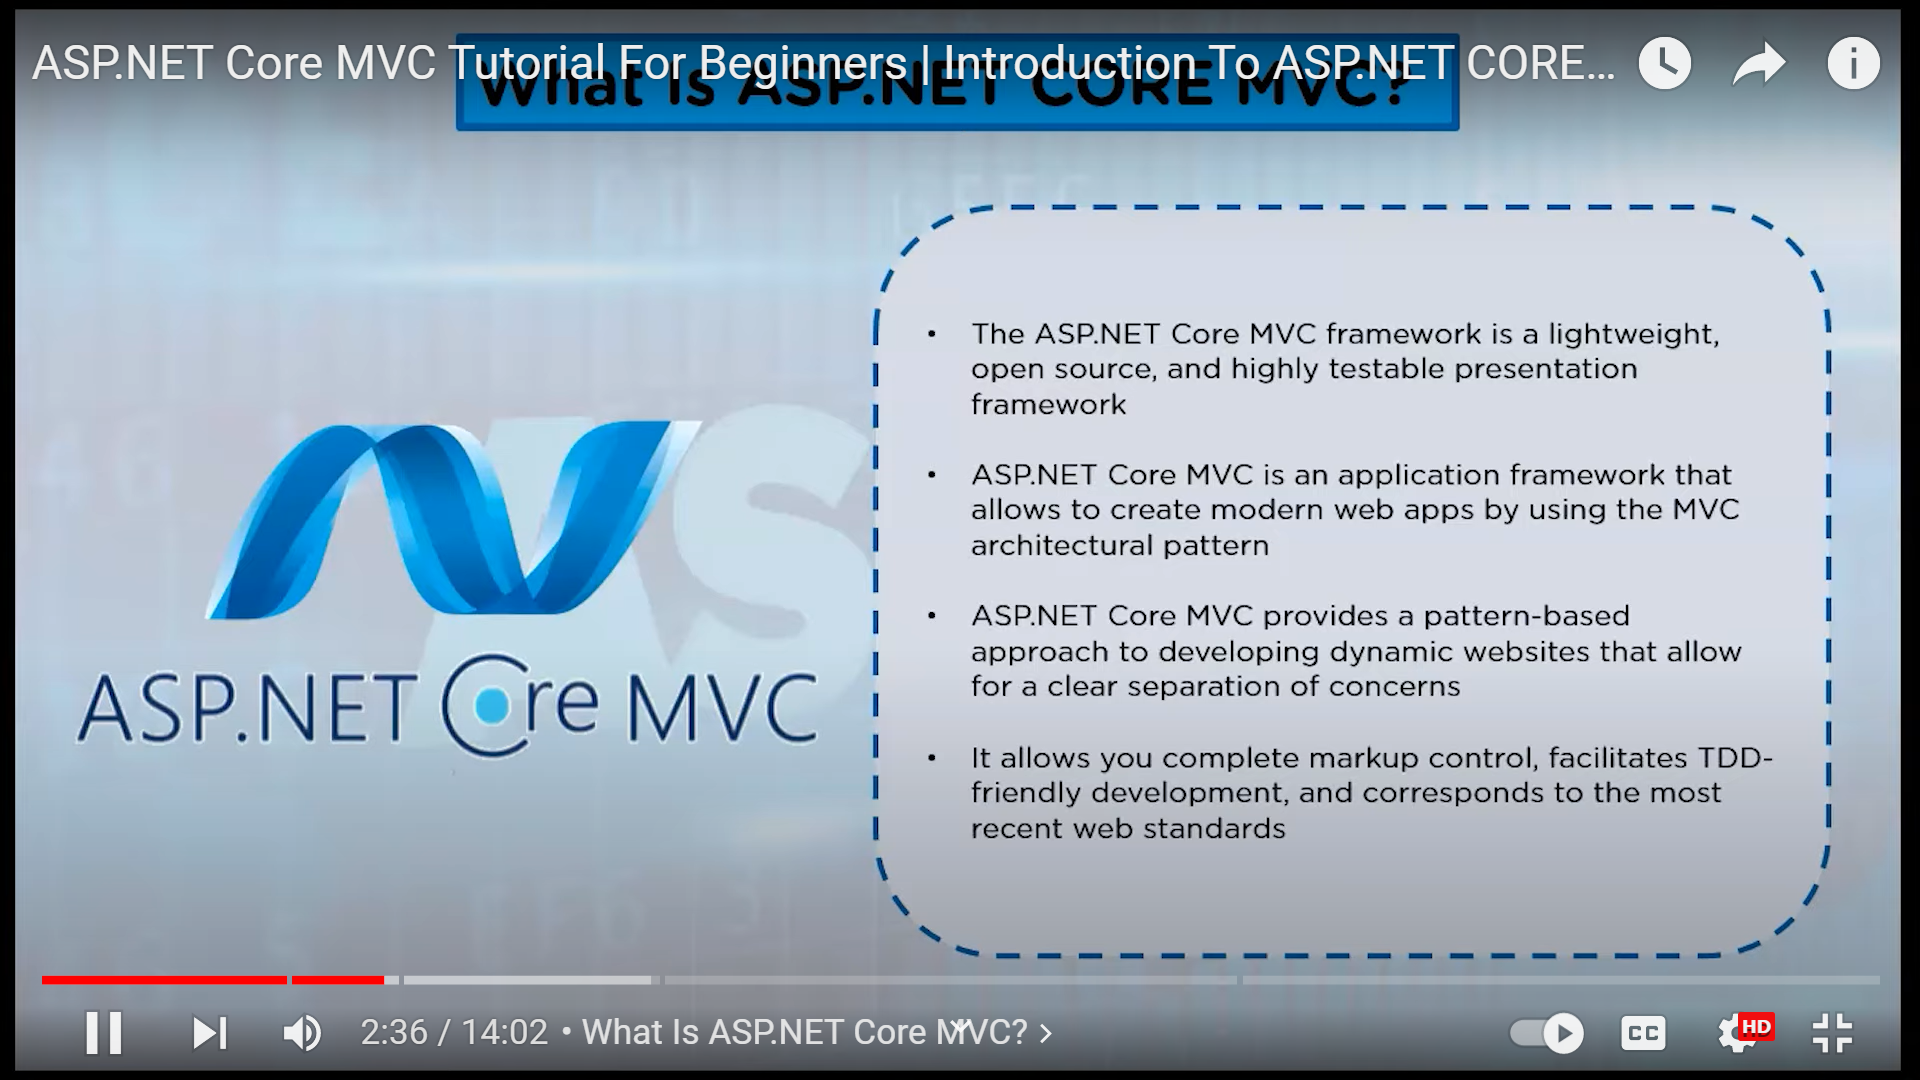 ASP.NET Core MVC Tutorial For Beginners | Introduction To ASP.NET CORE...
What Is ASP.NET CORE MVC?
• The ASP.NET Core MVC framework is a lightweight,
open source, and highly testable presentation
framework
• ASP.NET Core MVC is an application framework that
allows to create modern web apps by using the MVC
architectural pattern
• ASP.NET Core MVC provides a pattern-based
approach to developing dynamic websites that allow
for a clear separation of concerns
• It allows you complete markup control, facilitates TDD-
friendly development, and corresponds to the most
recent web standards
ASP.NET Core MVC
2:36 / 14:02 • What Is ASP.NET Core MVC? >
CC
HD